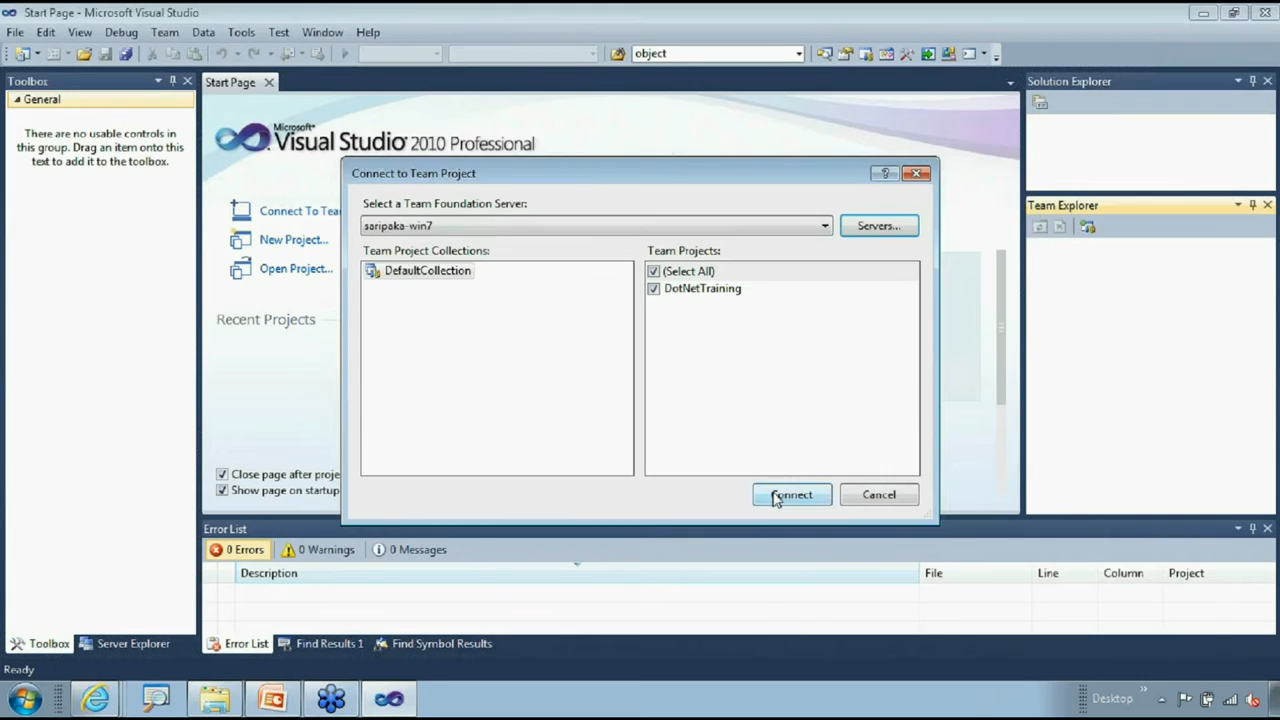 Start Page - Microsoft Visual Studio
File Edit View Debug Team Data Tools Test Window Help
object
Toolbox
General
There are no usable controls in
this group. Drag an item onto this
text to add it to the toolbox.
Toolbox Server Explorer
Start Page
Microsoft®
Visual Studio® 2010 Professional
Connect To Tea
New Project...
Open Project...
Recent Projects
Close page after proje
Show page on startup
Connect to Team Project
Select a Team Foundation Server:
saripaka-win7
Servers...
Team Project Collections:
DefaultCollection
Team Projects:
(Select All)
DotNetTraining
Connect Cancel
Solution Explorer
Team Explorer
Error List
0 Errors 0 Warnings 0 Messages
Description File Line Column Project
Error List Find Results 1 Find Symbol Results
Ready
Desktop